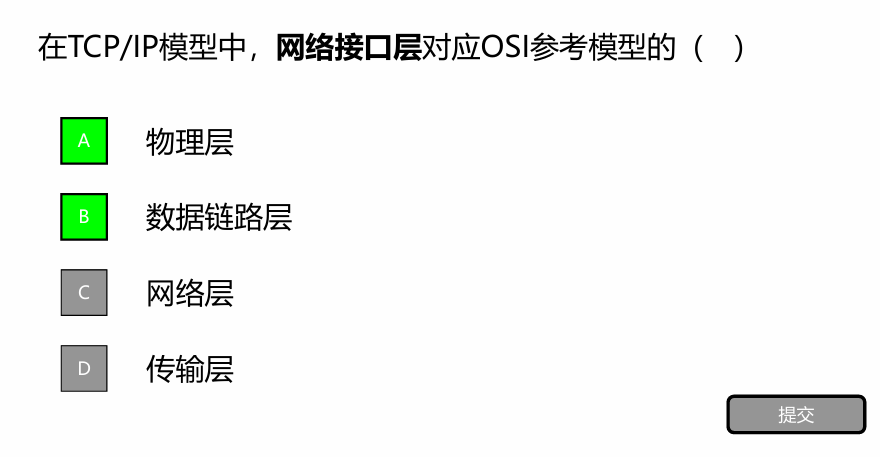 在TCP/IP模型中，网络接口层对应OSI参考模型的（　）
A 物理层
B 数据链路层
C 网络层
D 传输层
提交